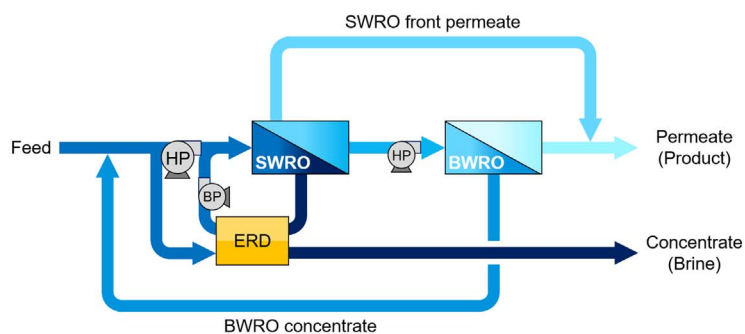 SWRO front permeate
Feed
HP
SWRO
HP
BWRO
Permeate
(Product)
BP
ERD
Concentrate
(Brine)
BWRO concentrate